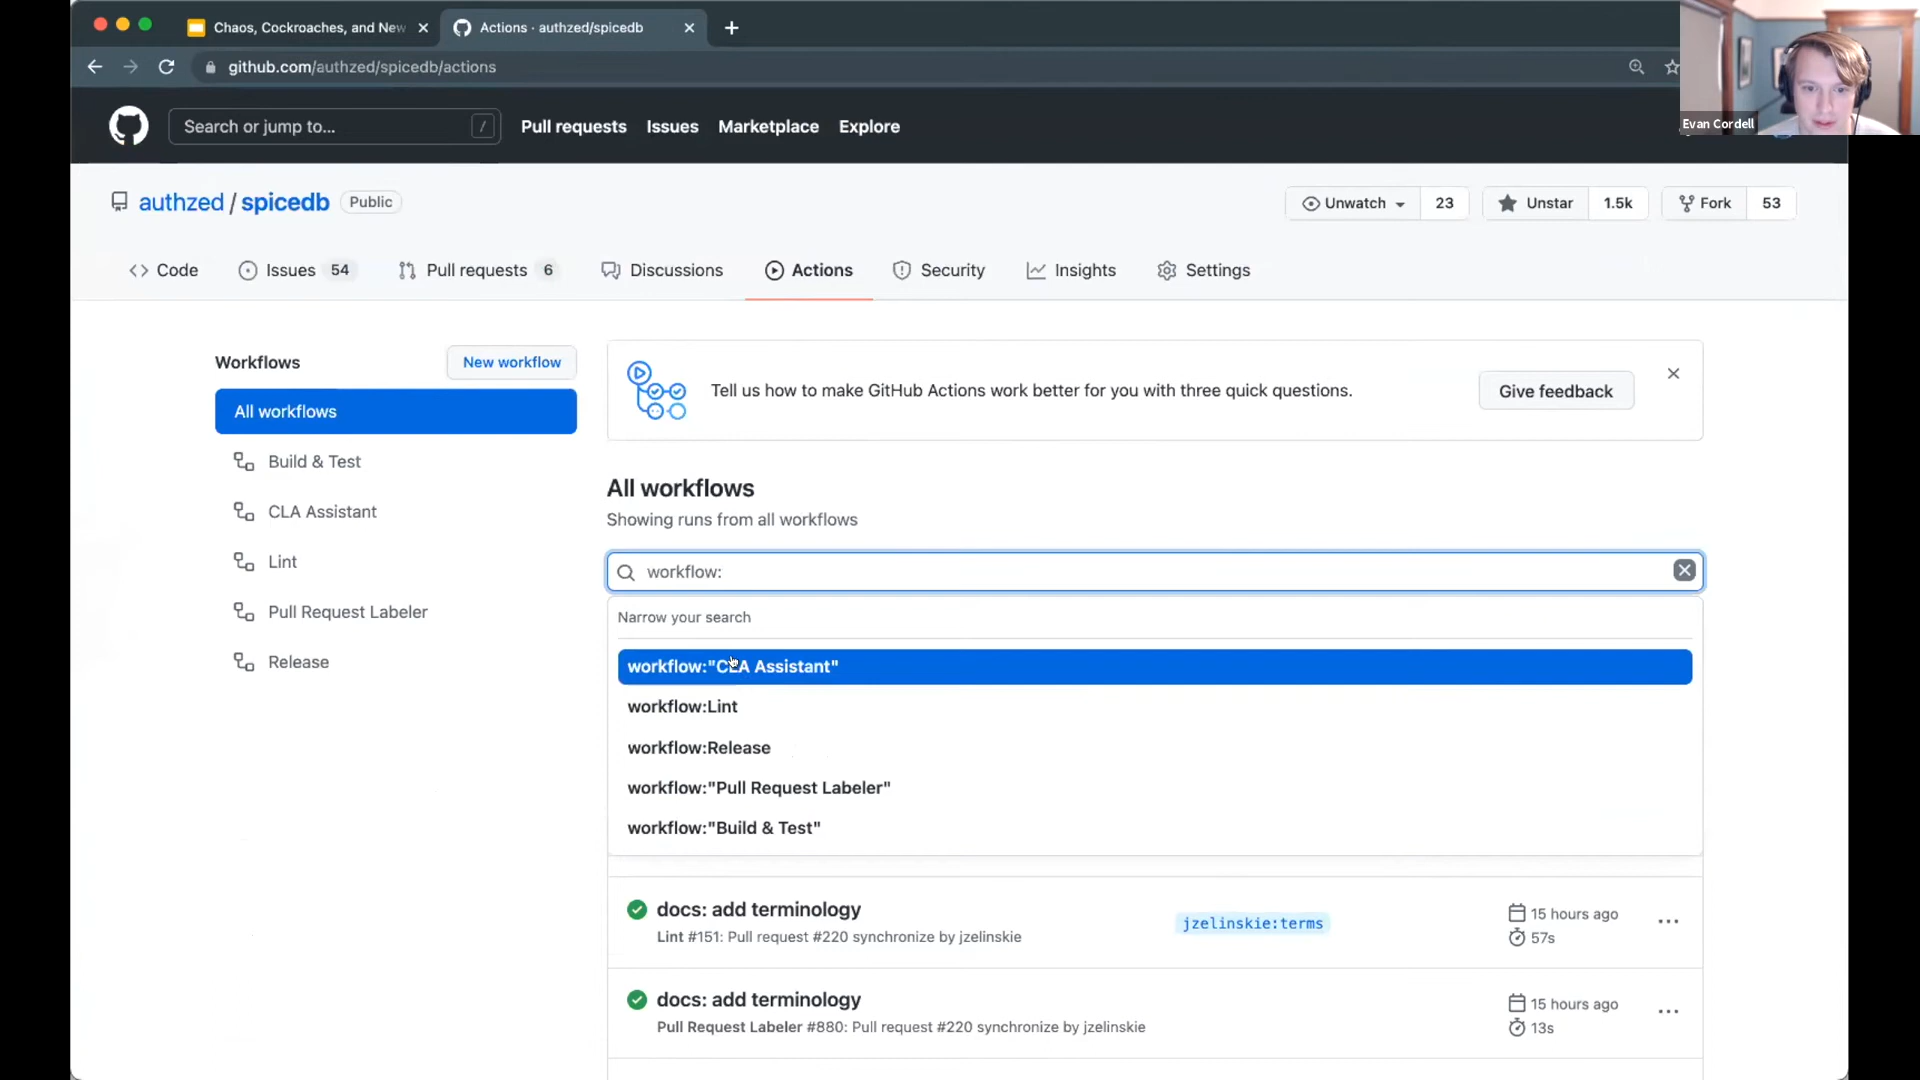 Chaos, Cockroaches, and New
Actions · authzed/spicedb
github.com/authzed/spicedb/actions
Evan Cordell
Search or jump to...
/
Pull requests
Issues
Marketplace
Explore
authzed / spicedb
Public
Unwatch
23
Unstar
1.5k
Fork
53
Code
Issues 54
Pull requests 6
Discussions
Actions
Security
Insights
Settings
Workflows
New workflow
All workflows
Build & Test
CLA Assistant
Lint
Pull Request Labeler
Release
Tell us how to make GitHub Actions work better for you with three quick questions.
Give feedback
All workflows
Showing runs from all workflows
workflow:
Narrow your search
workflow:"CLA Assistant"
workflow:Lint
workflow:Release
workflow:"Pull Request Labeler"
workflow:"Build & Test"
docs: add terminology
Lint #151: Pull request #220 synchronize by jzelinskie
jzelinskie:terms
15 hours ago
57s
docs: add terminology
Pull Request Labeler #880: Pull request #220 synchronize by jzelinskie
15 hours ago
13s